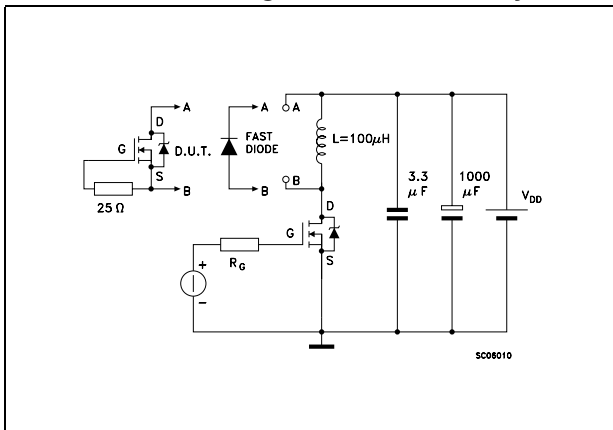 A
A
A
D
G
D.U.T.
FAST
DIODE
L=100μH
S
B
B
B
25 Ω
3.3
μF
1000
μF
VDD
D
G
S
RG
+
−
SC06010